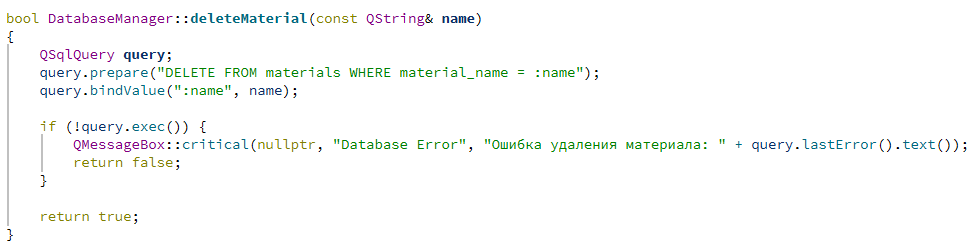 bool DatabaseManager::deleteMaterial(const QString& name)
{
    QSqlQuery query;
    query.prepare("DELETE FROM materials WHERE material_name = :name");
    query.bindValue(":name", name);

    if (!query.exec()) {
        QMessageBox::critical(nullptr, "Database Error", "Ошибка удаления материала: " + query.lastError().text());
        return false;
    }

    return true;
}